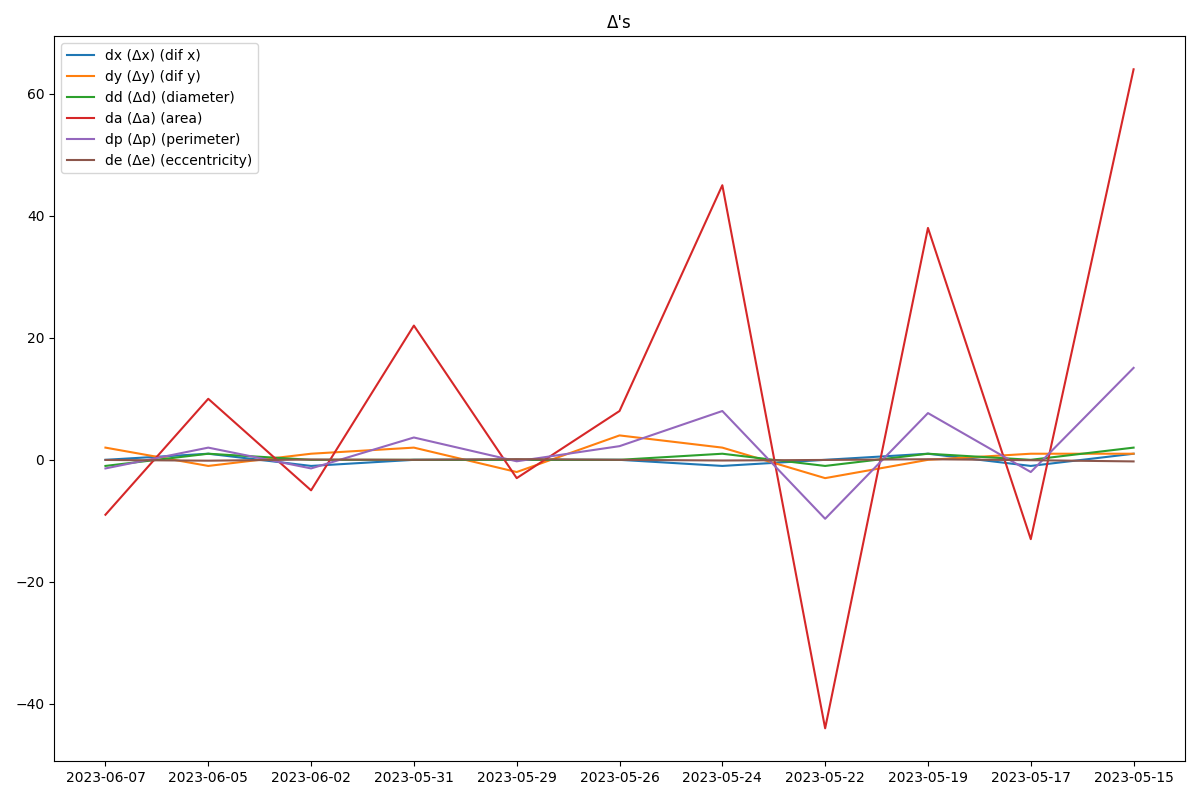 Δ's
dx (Δx) (dif x)
dy (Δy) (dif y)
dd (Δd) (diameter)
da (Δa) (area)
dp (Δp) (perimeter)
de (Δe) (eccentricity)
60
40
20
0
−20
−40
2023-06-07 2023-06-05 2023-06-02 2023-05-31 2023-05-29 2023-05-26 2023-05-24 2023-05-22 2023-05-19 2023-05-17 2023-05-15